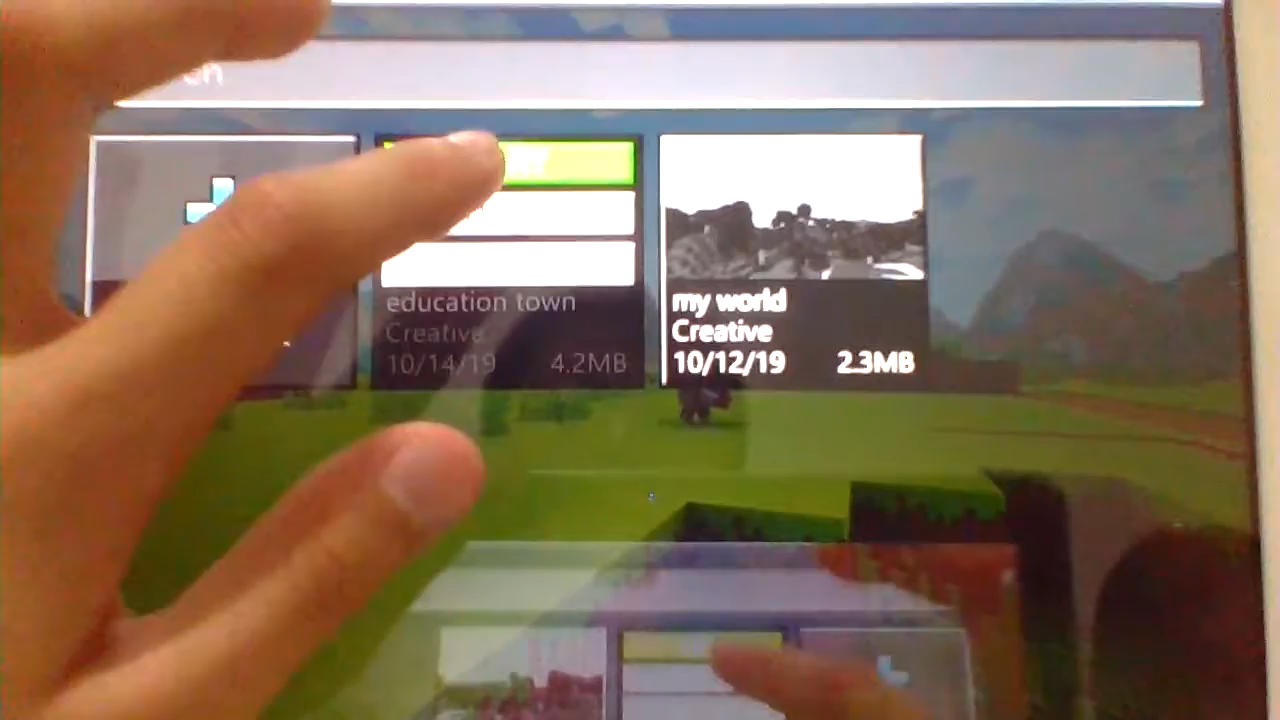 education town
Creative
10/14/19 4.2MB
my world
Creative
10/12/19 2.3MB